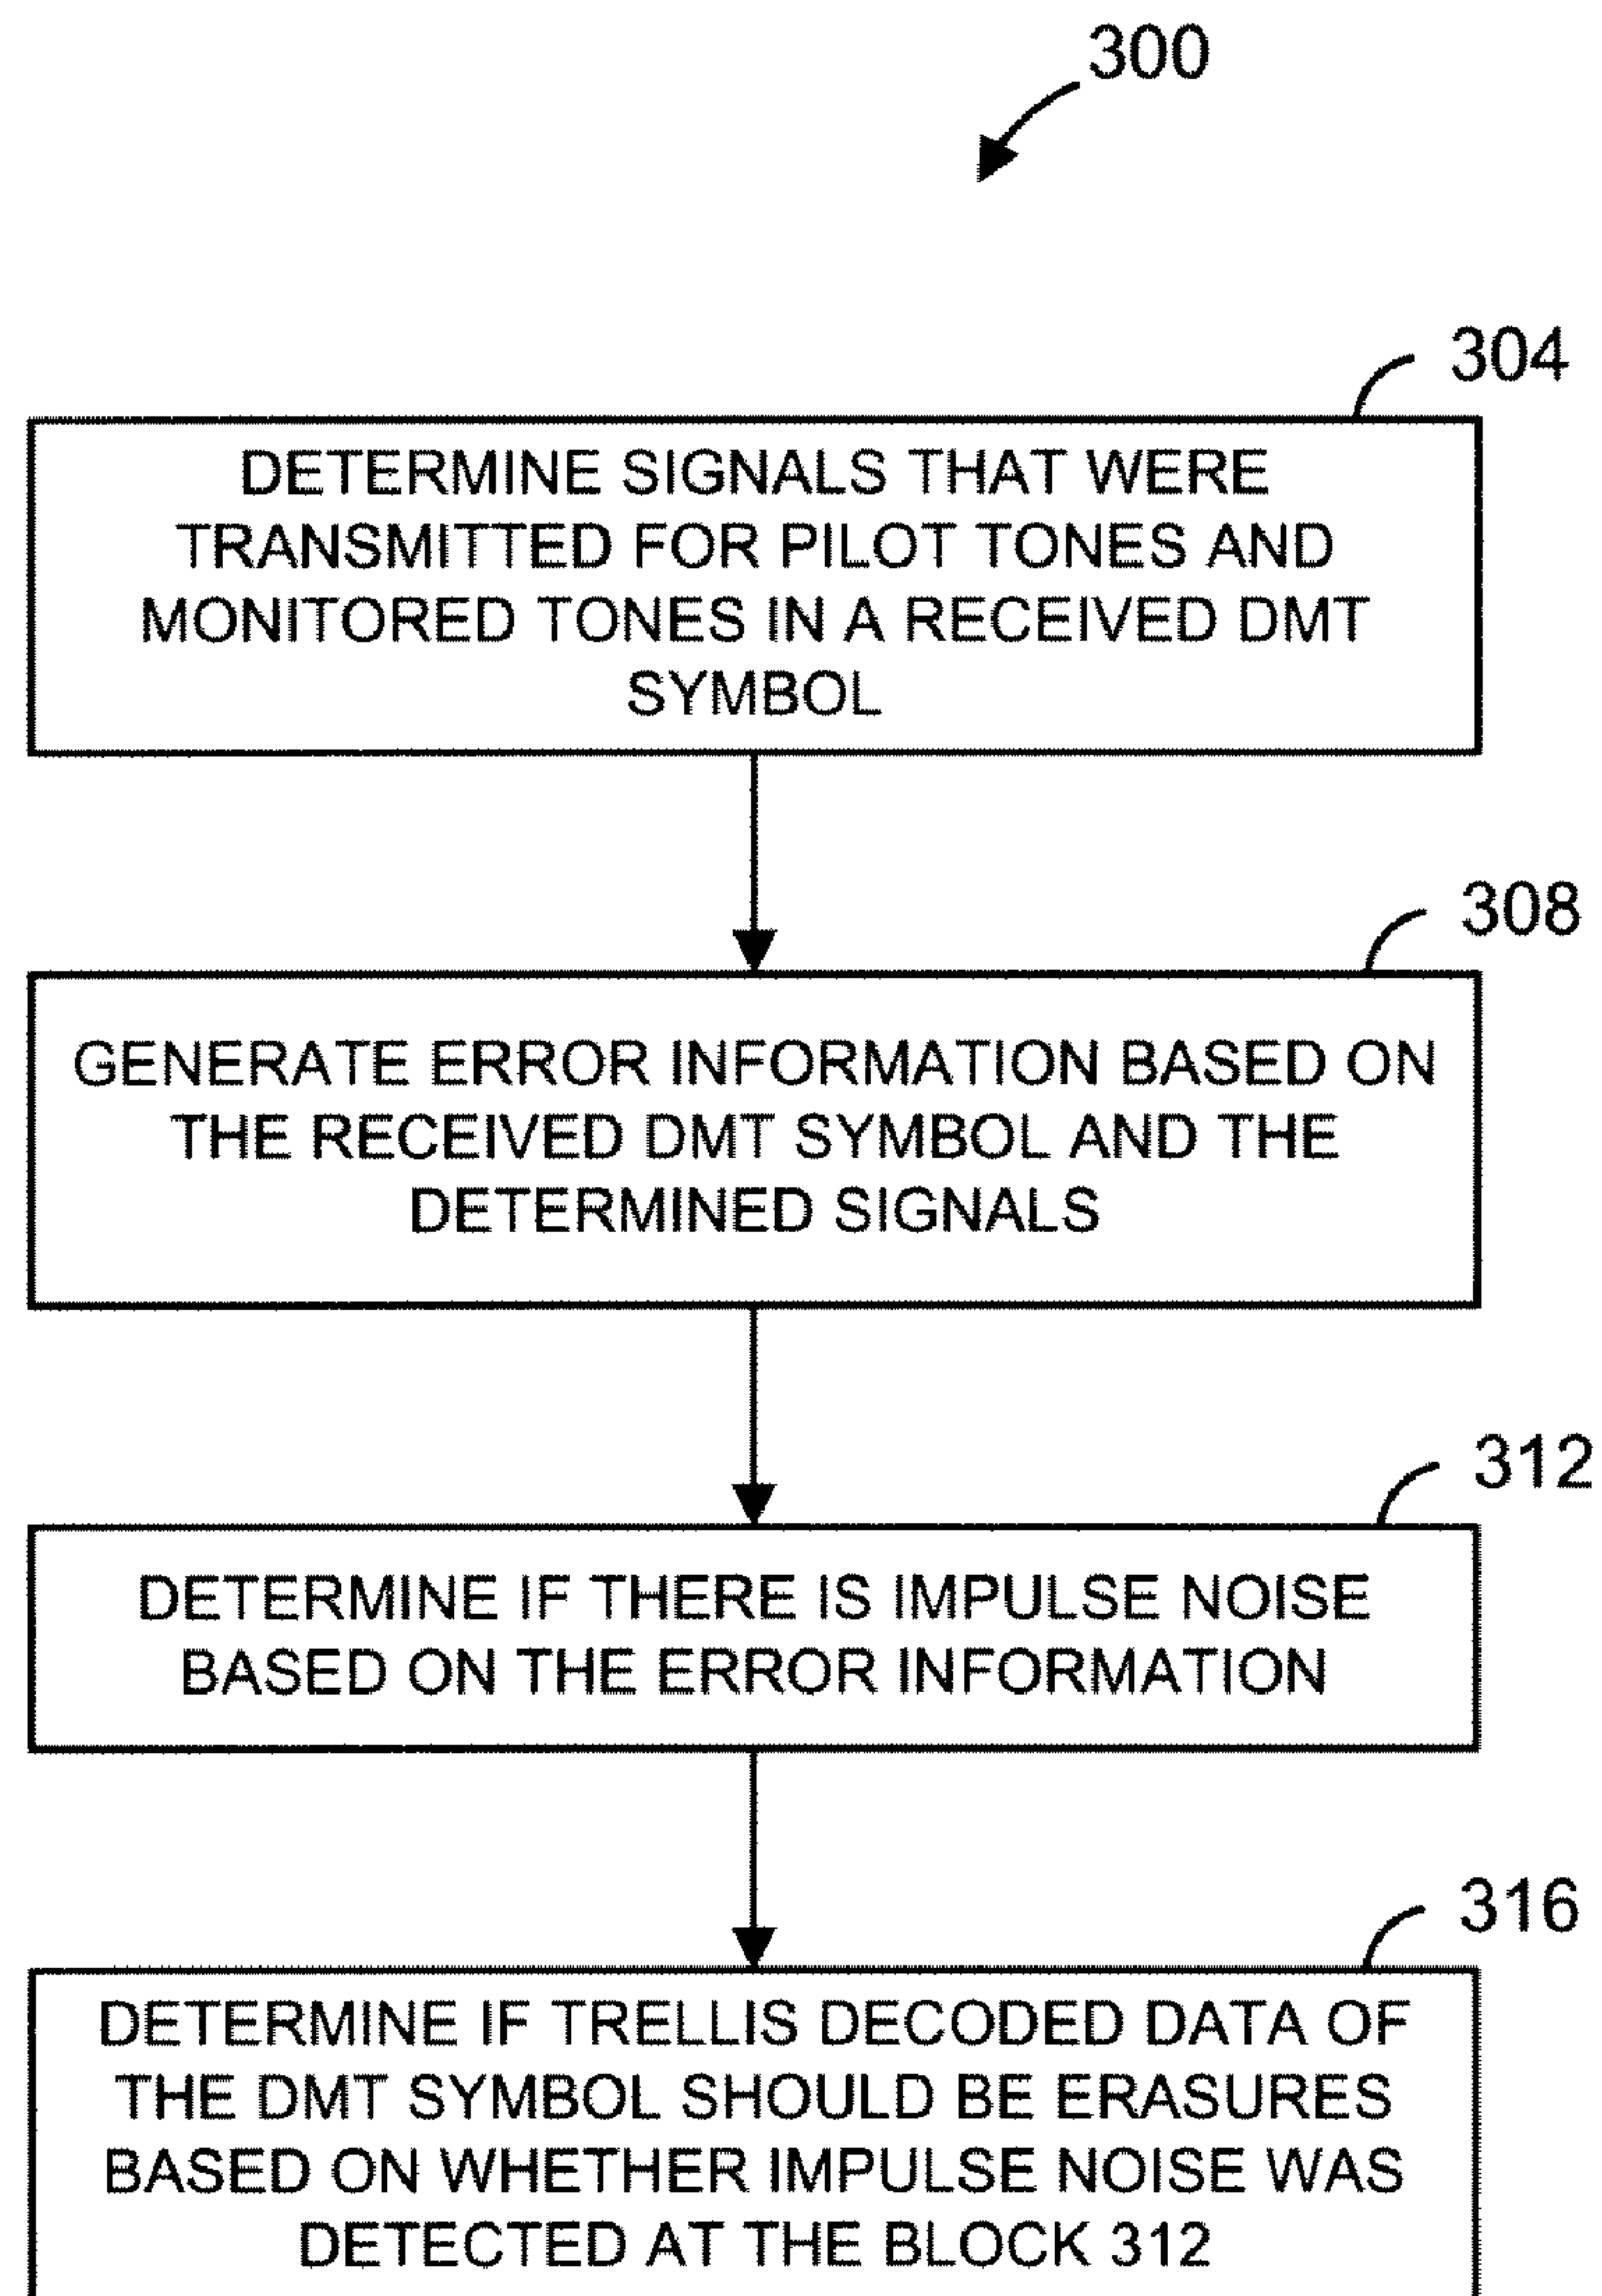 300
304
DETERMINE SIGNALS THAT WERE
TRANSMITTED FOR PILOT TONES AND
MONITORED TONES IN A RECEIVED DMT
SYMBOL
308
GENERATE ERROR INFORMATION BASED ON
THE RECEIVED DMT SYMBOL AND THE
DETERMINED SIGNALS
312
DETERMINE IF THERE IS IMPULSE NOISE
BASED ON THE ERROR INFORMATION
316
DETERMINE IF TRELLIS DECODED DATA OF
THE DMT SYMBOL SHOULD BE ERASURES
BASED ON WHETHER IMPULSE NOISE WAS
DETECTED AT THE BLOCK 312